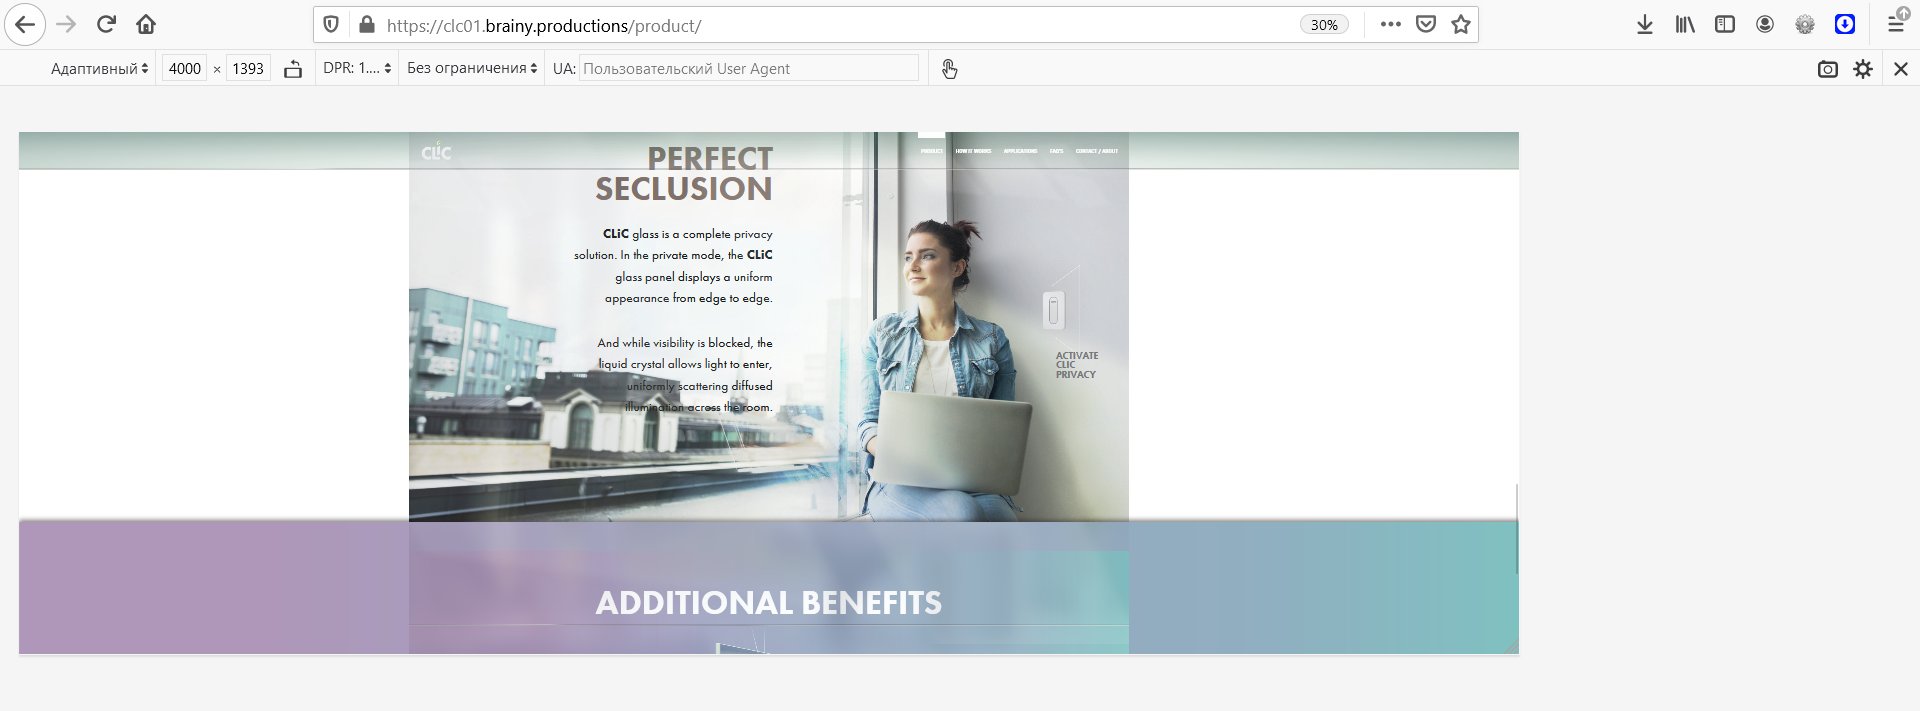 https://clc01.brainy.productions/product/
30%
Адаптивный
4000 × 1393
DPR: 1....
Без ограничения
UA: Пользовательский User Agent
CLiC
PRODUCT
HOW IT WORKS
APPLICATIONS
FAQ'S
CONTACT / ABOUT
PERFECT
SECLUSION
CLiC glass is a complete privacy
solution. In the private mode, the CLiC
glass panel displays a uniform
appearance from edge to edge.
And while visibility is blocked, the
liquid crystal allows light to enter,
uniformly scattering diffused
illumination across the room.
ACTIVATE
CLIC
PRIVACY
ADDITIONAL BENEFITS